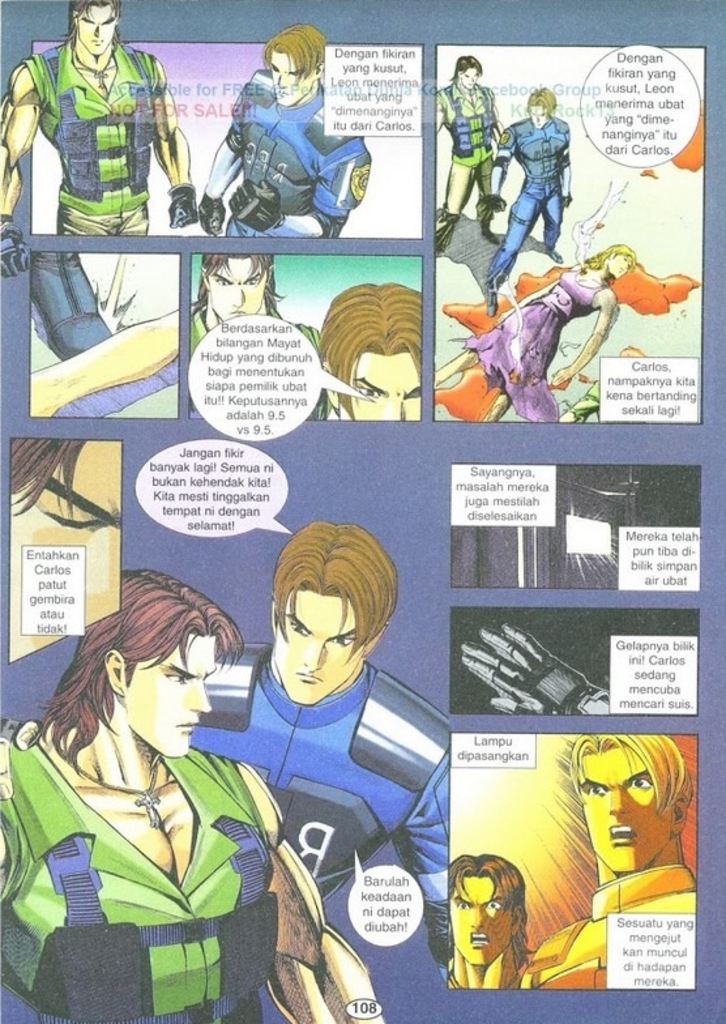 Accessible for FREE @ Pe
NOT FOR SALE!!!
Facebook Group
Dengan fikiran
yang kusut,
Leon menerima
ubat yang
"dimenanginya"
itu dari Carlos.
Dengan
fikiran yang
kusut, Leon
menerima ubat
yang "dime-
nanginya" itu
dari Carlos.
Berdasarkan
bilangan Mayat
Hidup yang dibunuh
bagi menentukan
siapa pemilik ubat
itu!! Keputusannya
adalah 9.5
vs 9.5.
Carlos,
nampaknya kita
kena bertanding
sekali lagi!
Entahkan
Carlos
patut
gembira
atau
tidak!
Jangan fikir
banyak lagi! Semua ni
bukan kehendak kita!
Kita mesti tinggalkan
tempat ni dengan
selamat!
B
Barulah
keadaan
ni dapat
diubah!
Sayangnya,
masalah mereka
juga mestilah
diselesaikan
Mereka telah-
pun tiba di-
bilik simpan
air ubat
Gelapnya bilik
ini! Carlos
sedang
mencuba
mencari suis.
Lampu
dipasangkan
Sesuatu yang
mengejut
kan muncul
di hadapan
mereka.
108